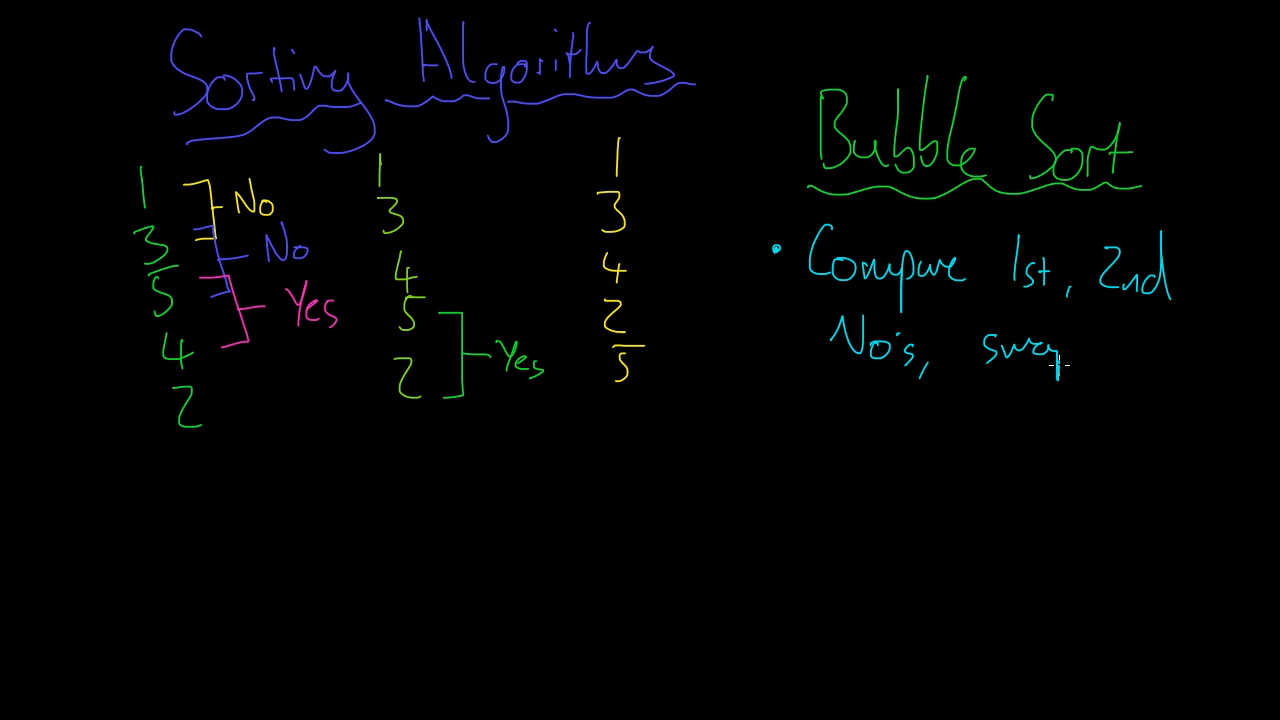 Sorting Algorithms
1
3
5
4
2
No
No
Yes
1
3
4
5
2
Yes
1
3
4
2
5
Bubble Sort
• Compare 1st, 2nd
No's, swap